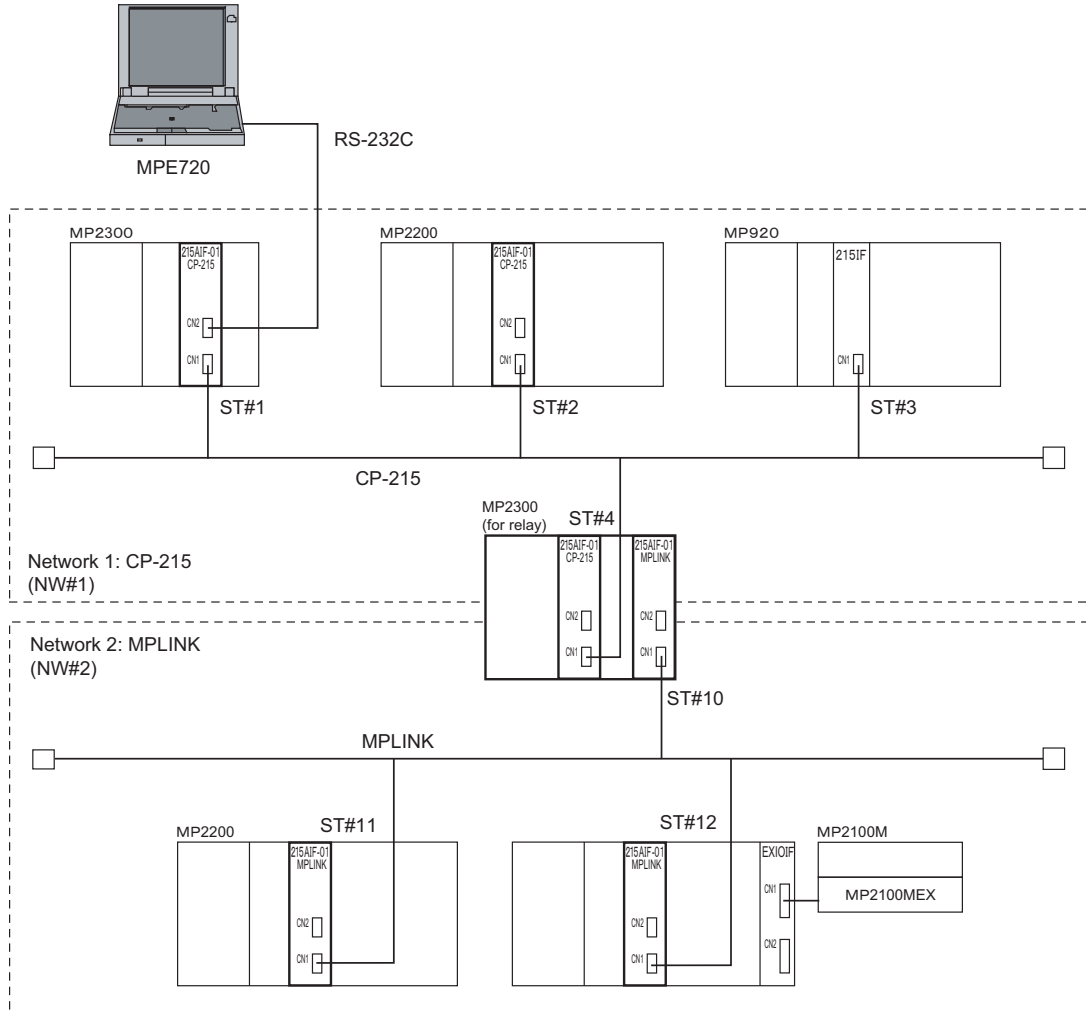 RS-232C
MPE720
MP2300
215AIF-01
CP-215
CN2
CN1
ST#1
MP2200
215AIF-01
CP-215
CN2
CN1
ST#2
MP920
215IF
CN1
ST#3
CP-215
MP2300
(for relay)
ST#4
215AIF-01
CP-215
CN2
CN1
215AIF-01
MPLINK
CN2
CN1
ST#10
Network 1: CP-215
(NW#1)
Network 2: MPLINK
(NW#2)
MPLINK
MP2200
ST#11
215AIF-01
MPLINK
CN2
CN1
ST#12
215AIF-01
MPLINK
CN2
CN1
EXIOIF
CN1
CN2
MP2100M
MP2100MEX